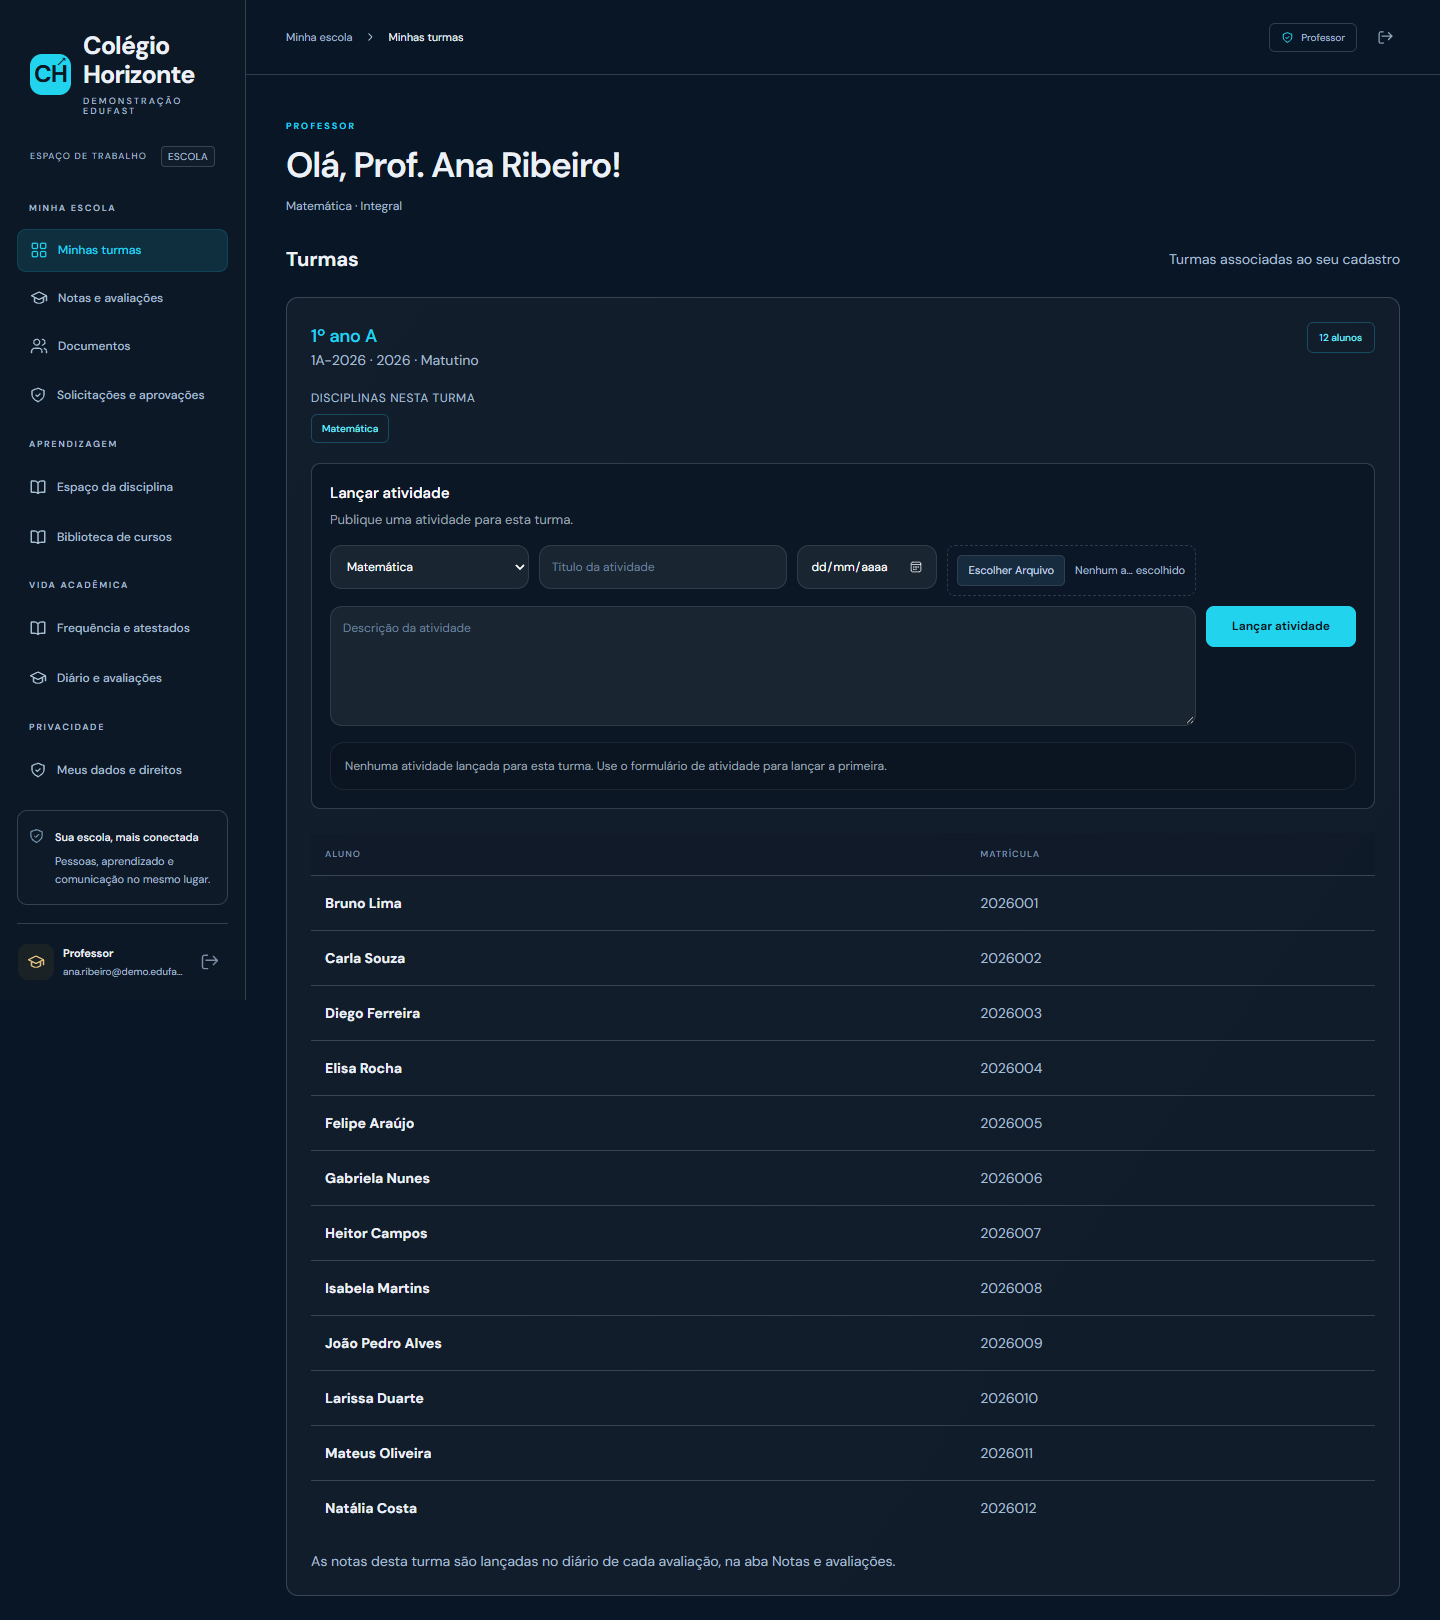 Colégio
Horizonte
CH
DEMONSTRAÇÃO
EDUFAST
ESPAÇO DE TRABALHO ESCOLA
MINHA ESCOLA
Minhas turmas
Notas e avaliações
Documentos
Solicitações e aprovações
APRENDIZAGEM
Espaço da disciplina
Biblioteca de cursos
VIDA ACADÊMICA
Frequência e atestados
Diário e avaliações
PRIVACIDADE
Meus dados e direitos
Sua escola, mais conectada
Pessoas, aprendizado e
comunicação no mesmo lugar.
Professor
ana.ribeiro@demo.edufa...
Minha escola > Minhas turmas
Professor
PROFESSOR
Olá, Prof. Ana Ribeiro!
Matemática · Integral
Turmas
Turmas associadas ao seu cadastro
1º ano A
12 alunos
1A-2026 · 2026 · Matutino
DISCIPLINAS NESTA TURMA
Matemática
Lançar atividade
Publique uma atividade para esta turma.
Matemática
Título da atividade
dd/mm/aaaa
Escolher Arquivo Nenhum a... escolhido
Descrição da atividade
Lançar atividade
Nenhuma atividade lançada para esta turma. Use o formulário de atividade para lançar a primeira.
ALUNO MATRÍCULA
Bruno Lima 2026001
Carla Souza 2026002
Diego Ferreira 2026003
Elisa Rocha 2026004
Felipe Araújo 2026005
Gabriela Nunes 2026006
Heitor Campos 2026007
Isabela Martins 2026008
João Pedro Alves 2026009
Larissa Duarte 2026010
Mateus Oliveira 2026011
Natália Costa 2026012
As notas desta turma são lançadas no diário de cada avaliação, na aba Notas e avaliações.